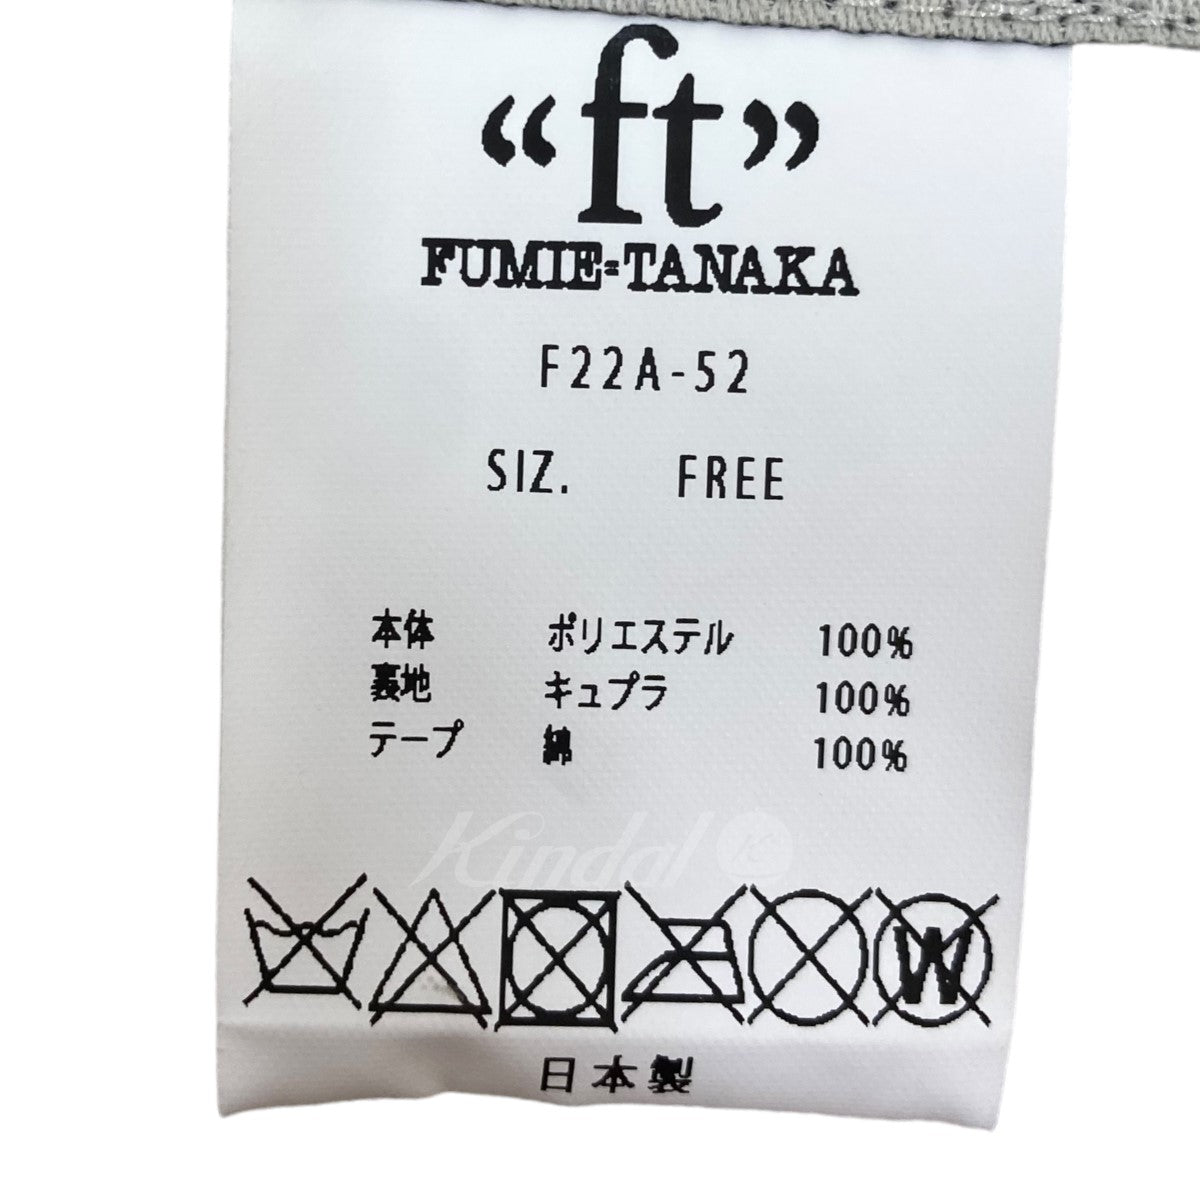 “ft”
FUMIE=TANAKA
F22A-52
SIZ. FREE
本体 ポリエステル 100%
裏地 キュプラ 100%
テープ 綿 100%
Kindal K
W
日本製